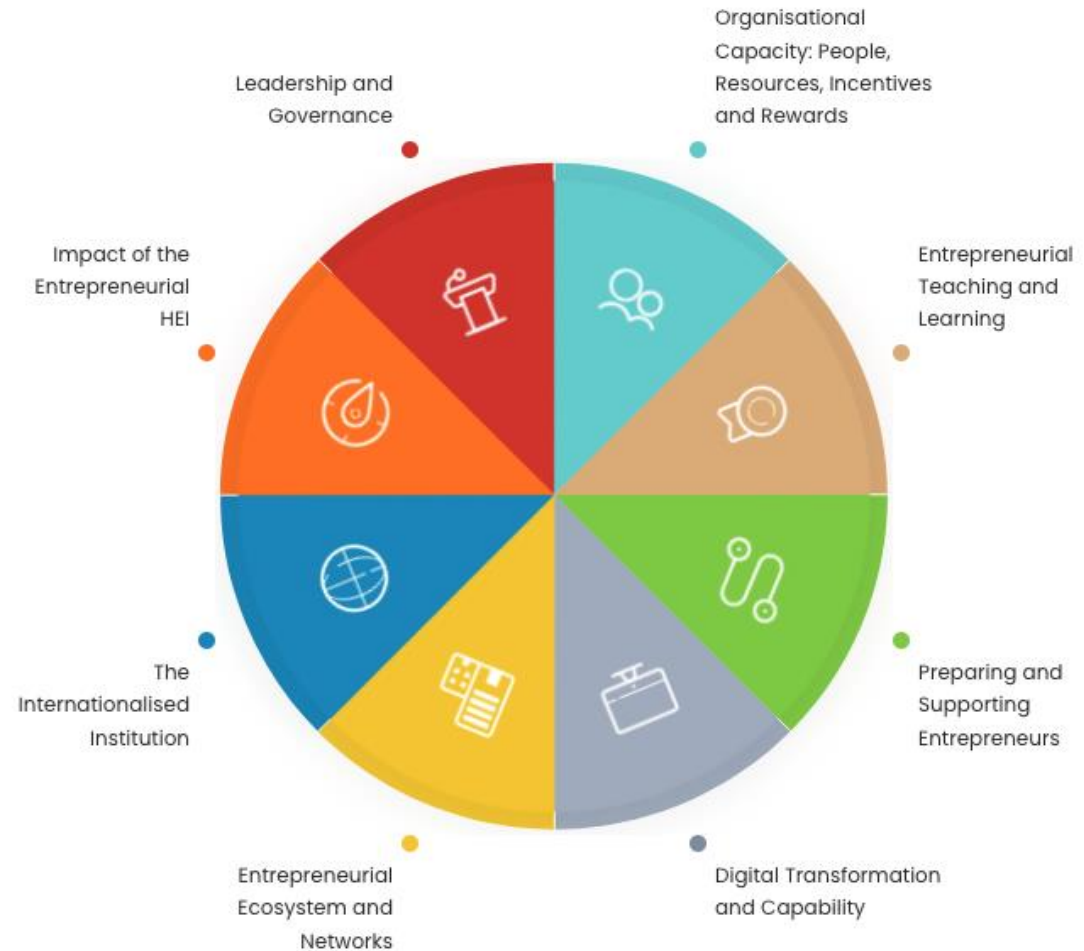 Organisational
Capacity: People,
Resources, Incentives
and Rewards
Leadership and
Governance
Impact of the
Entrepreneurial
HEI
Entrepreneurial
Teaching and
Learning
The
Internationalised
Institution
Preparing and
Supporting
Entrepreneurs
Entrepreneurial
Ecosystem and
Networks
Digital Transformation
and Capability